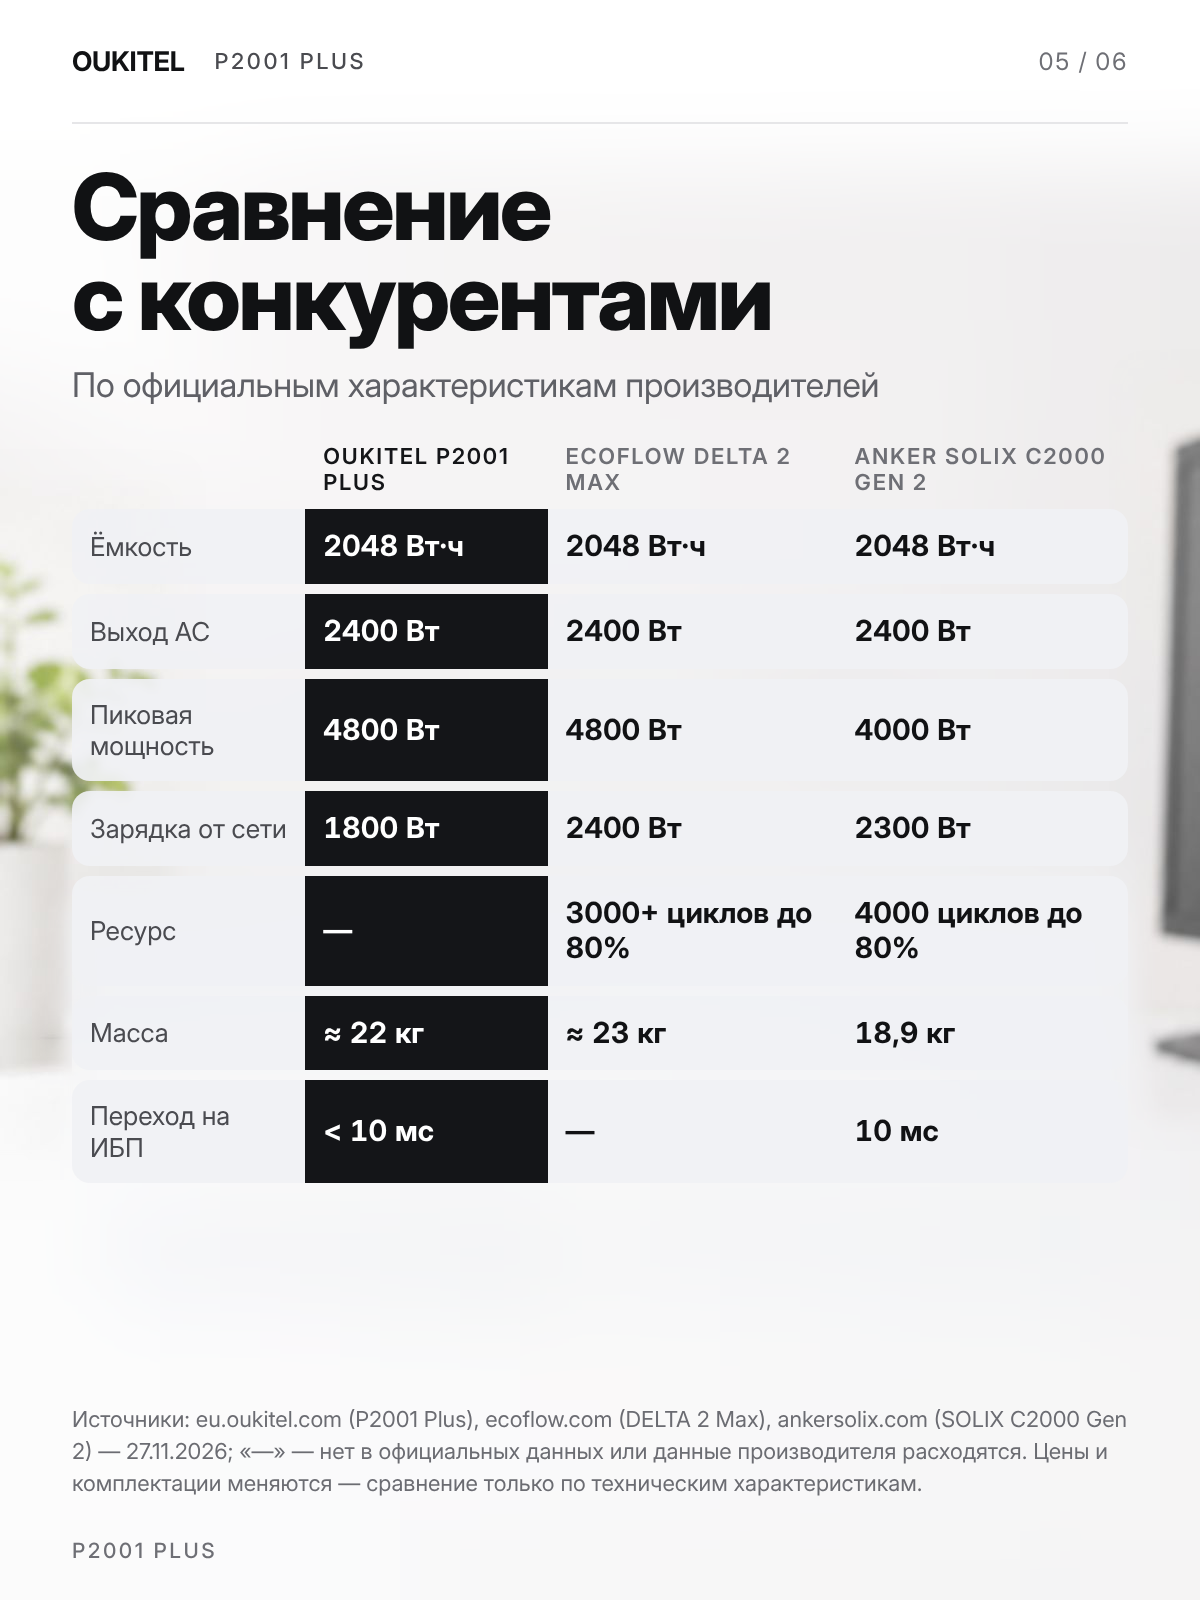 OUKITEL P2001 PLUS 05 / 06
Сравнение
с конкурентами
По официальным характеристикам производителей
OUKITEL P2001 PLUS ECOFLOW DELTA 2 MAX ANKER SOLIX C2000 GEN 2
Ёмкость 2048 Вт·ч 2048 Вт·ч 2048 Вт·ч
Выход AC 2400 Вт 2400 Вт 2400 Вт
Пиковая мощность 4800 Вт 4800 Вт 4000 Вт
Зарядка от сети 1800 Вт 2400 Вт 2300 Вт
Ресурс — 3000+ циклов до 80% 4000 циклов до 80%
Масса ≈ 22 кг ≈ 23 кг 18,9 кг
Переход на ИБП < 10 мс — 10 мс
Источники: eu.oukitel.com (P2001 Plus), ecoflow.com (DELTA 2 Max), ankersolix.com (SOLIX C2000 Gen
2) — 27.11.2026; «—» — нет в официальных данных или данные производителя расходятся. Цены и
комплектации меняются — сравнение только по техническим характеристикам.
P2001 PLUS